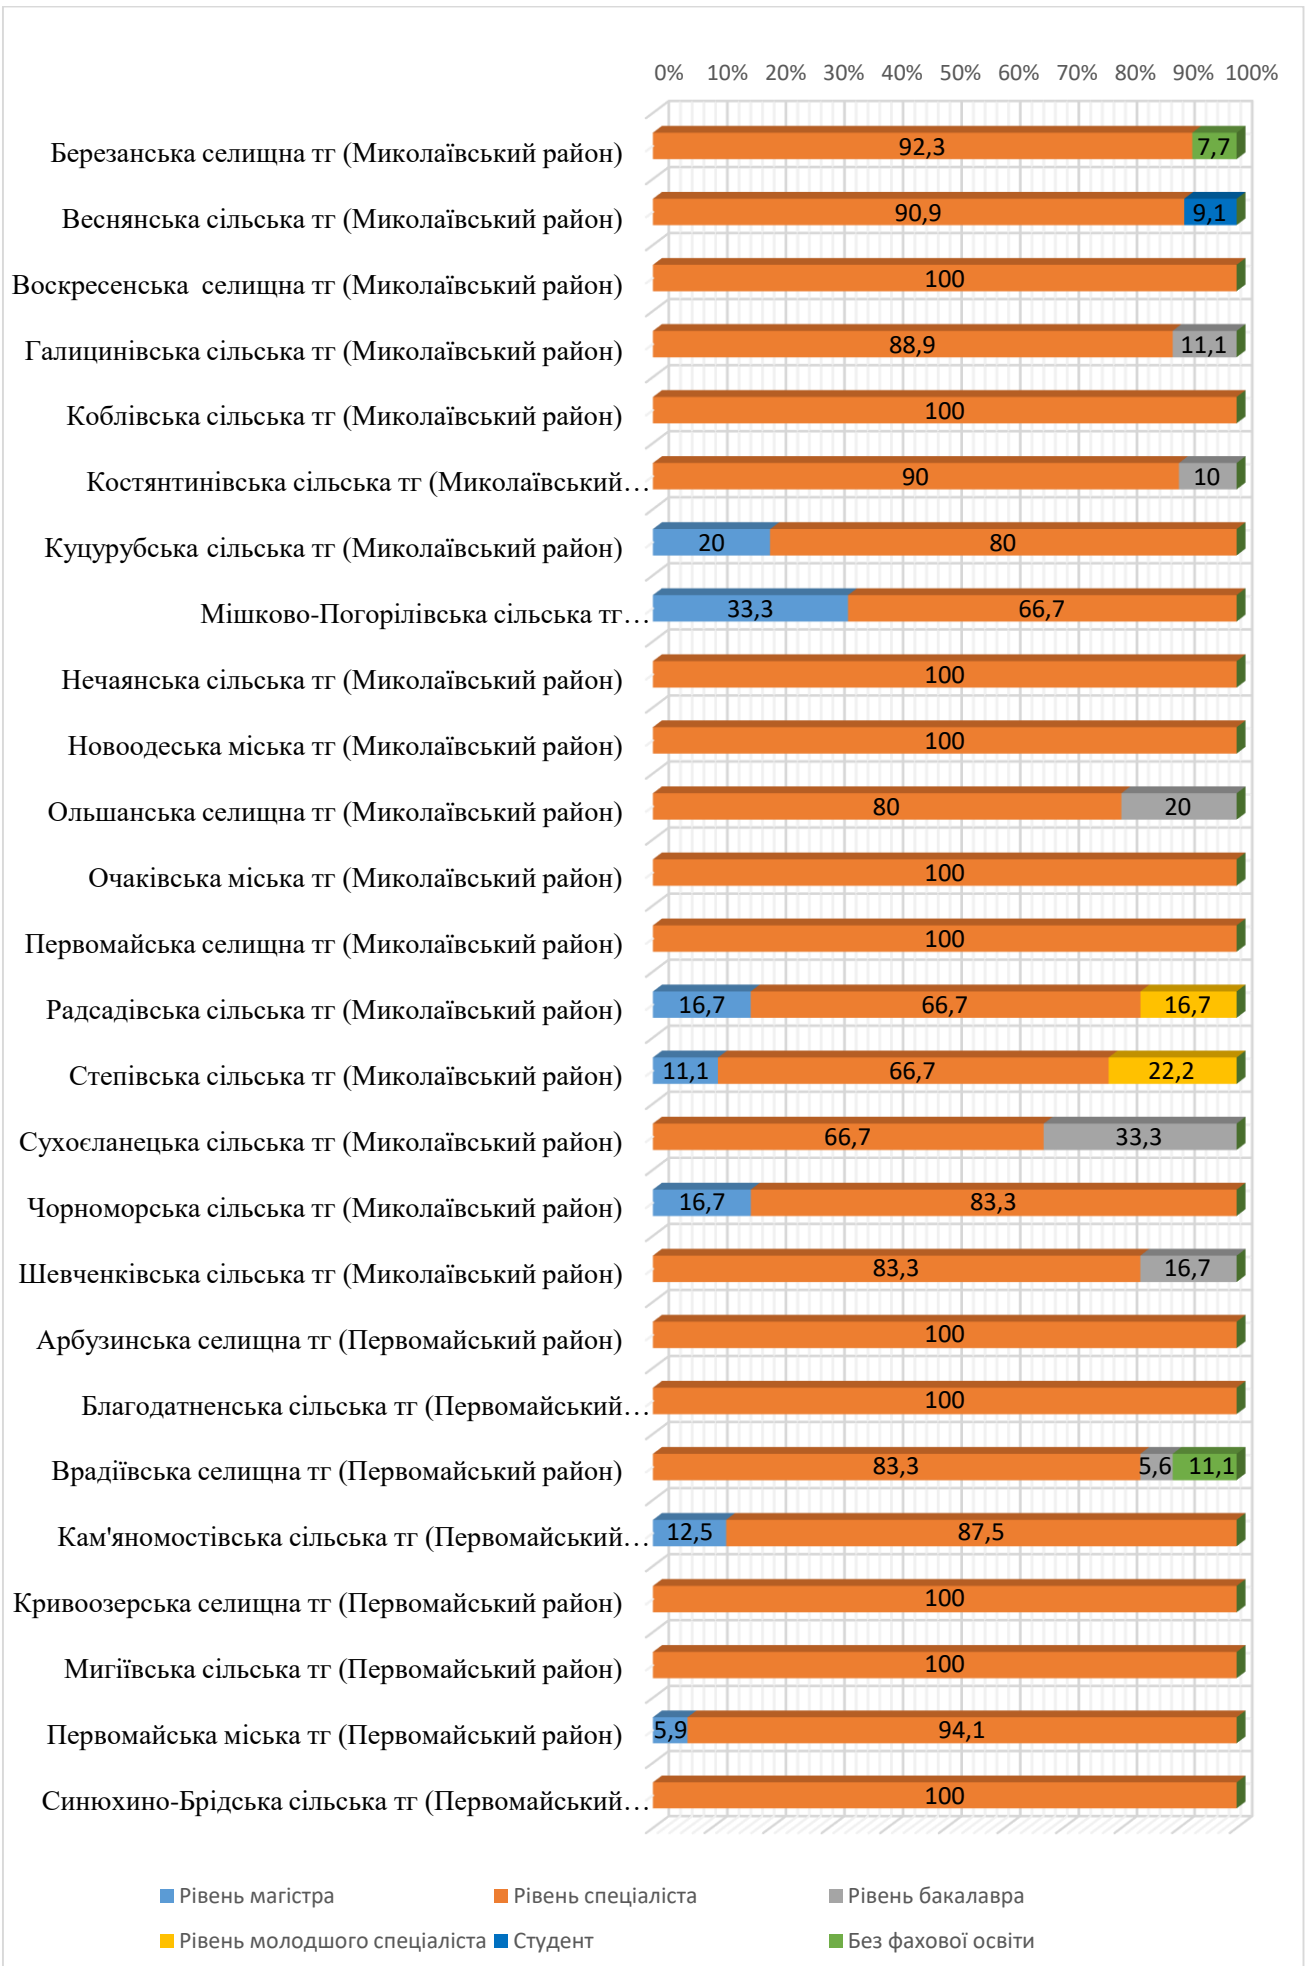 0% 10% 20% 30% 40% 50% 60% 70% 80% 90% 100%
Березанська селищна тг (Миколаївський район) 92,3 7,7
Веснянська сільська тг (Миколаївський район) 90,9 9,1
Воскресенська селищна тг (Миколаївський район) 100
Галицинівська сільська тг (Миколаївський район) 88,9 11,1
Коблівська сільська тг (Миколаївський район) 100
Костянтинівська сільська тг (Миколаївський… 90 10
Куцурубська сільська тг (Миколаївський район) 20 80
Мішково-Погорілівська сільська тг… 33,3 66,7
Нечаянська сільська тг (Миколаївський район) 100
Новоодеська міська тг (Миколаївський район) 100
Ольшанська селищна тг (Миколаївський район) 80 20
Очаківська міська тг (Миколаївський район) 100
Первомайська селищна тг (Миколаївський район) 100
Радсадівська сільська тг (Миколаївський район) 16,7 66,7 16,7
Степівська сільська тг (Миколаївський район) 11,1 66,7 22,2
Сухоєланецька сільська тг (Миколаївський район) 66,7 33,3
Чорноморська сільська тг (Миколаївський район) 16,7 83,3
Шевченківська сільська тг (Миколаївський район) 83,3 16,7
Арбузинська селищна тг (Первомайський район) 100
Благодатненська сільська тг (Первомайський… 100
Врадіївська селищна тг (Первомайський район) 83,3 5,6 11,1
Кам'яномостівська сільська тг (Первомайський… 12,5 87,5
Кривоозерська селищна тг (Первомайський район) 100
Мигіївська сільська тг (Первомайський район) 100
Первомайська міська тг (Первомайський район) 5,9 94,1
Синюхино-Брідська сільська тг (Первомайський… 100
Рівень магістра Рівень спеціаліста Рівень бакалавра
Рівень молодшого спеціаліста Студент Без фахової освіти